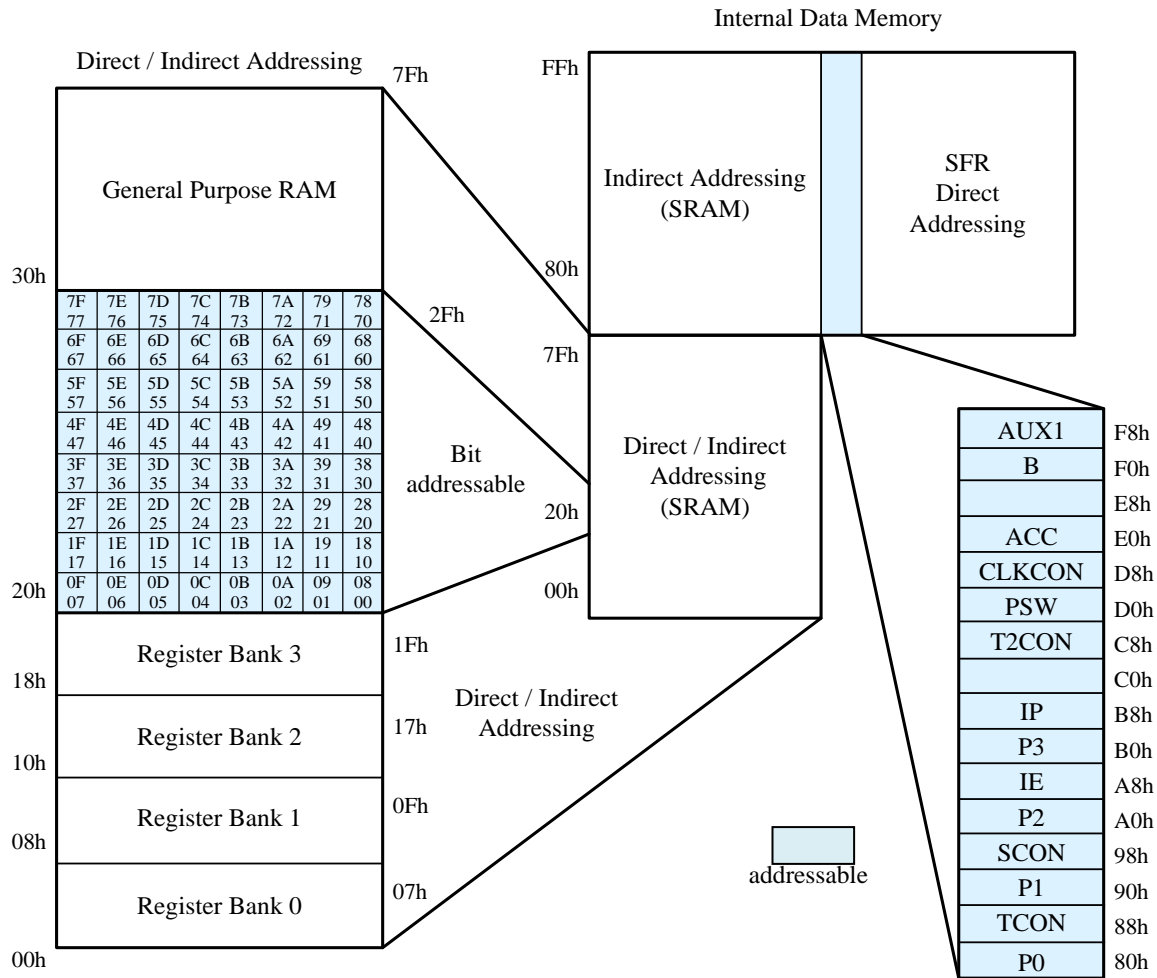 Internal Data Memory
Direct / Indirect Addressing
7Fh
General Purpose RAM
30h
7F 7E 7D 7C 7B 7A 79 78
77 76 75 74 73 72 71 70
6F 6E 6D 6C 6B 6A 69 68
67 66 65 64 63 62 61 60
5F 5E 5D 5C 5B 5A 59 58
57 56 55 54 53 52 51 50
4F 4E 4D 4C 4B 4A 49 48
47 46 45 44 43 42 41 40
3F 3E 3D 3C 3B 3A 39 38
37 36 35 34 33 32 31 30
2F 2E 2D 2C 2B 2A 29 28
27 26 25 24 23 22 21 20
1F 1E 1D 1C 1B 1A 19 18
17 16 15 14 13 12 11 10
0F 0E 0D 0C 0B 0A 09 08
07 06 05 04 03 02 01 00
2Fh
Bit
addressable
20h
Register Bank 3
1Fh
18h
Register Bank 2
17h
10h
Register Bank 1
0Fh
08h
Register Bank 0
07h
00h
Direct / Indirect
Addressing
FFh
Indirect Addressing
(SRAM)
80h
SFR
Direct
Addressing
7Fh
Direct / Indirect
Addressing
(SRAM)
20h
00h
addressable
AUX1 F8h
B F0h
E8h
ACC E0h
CLKCON D8h
PSW D0h
T2CON C8h
C0h
IP B8h
P3 B0h
IE A8h
P2 A0h
SCON 98h
P1 90h
TCON 88h
P0 80h